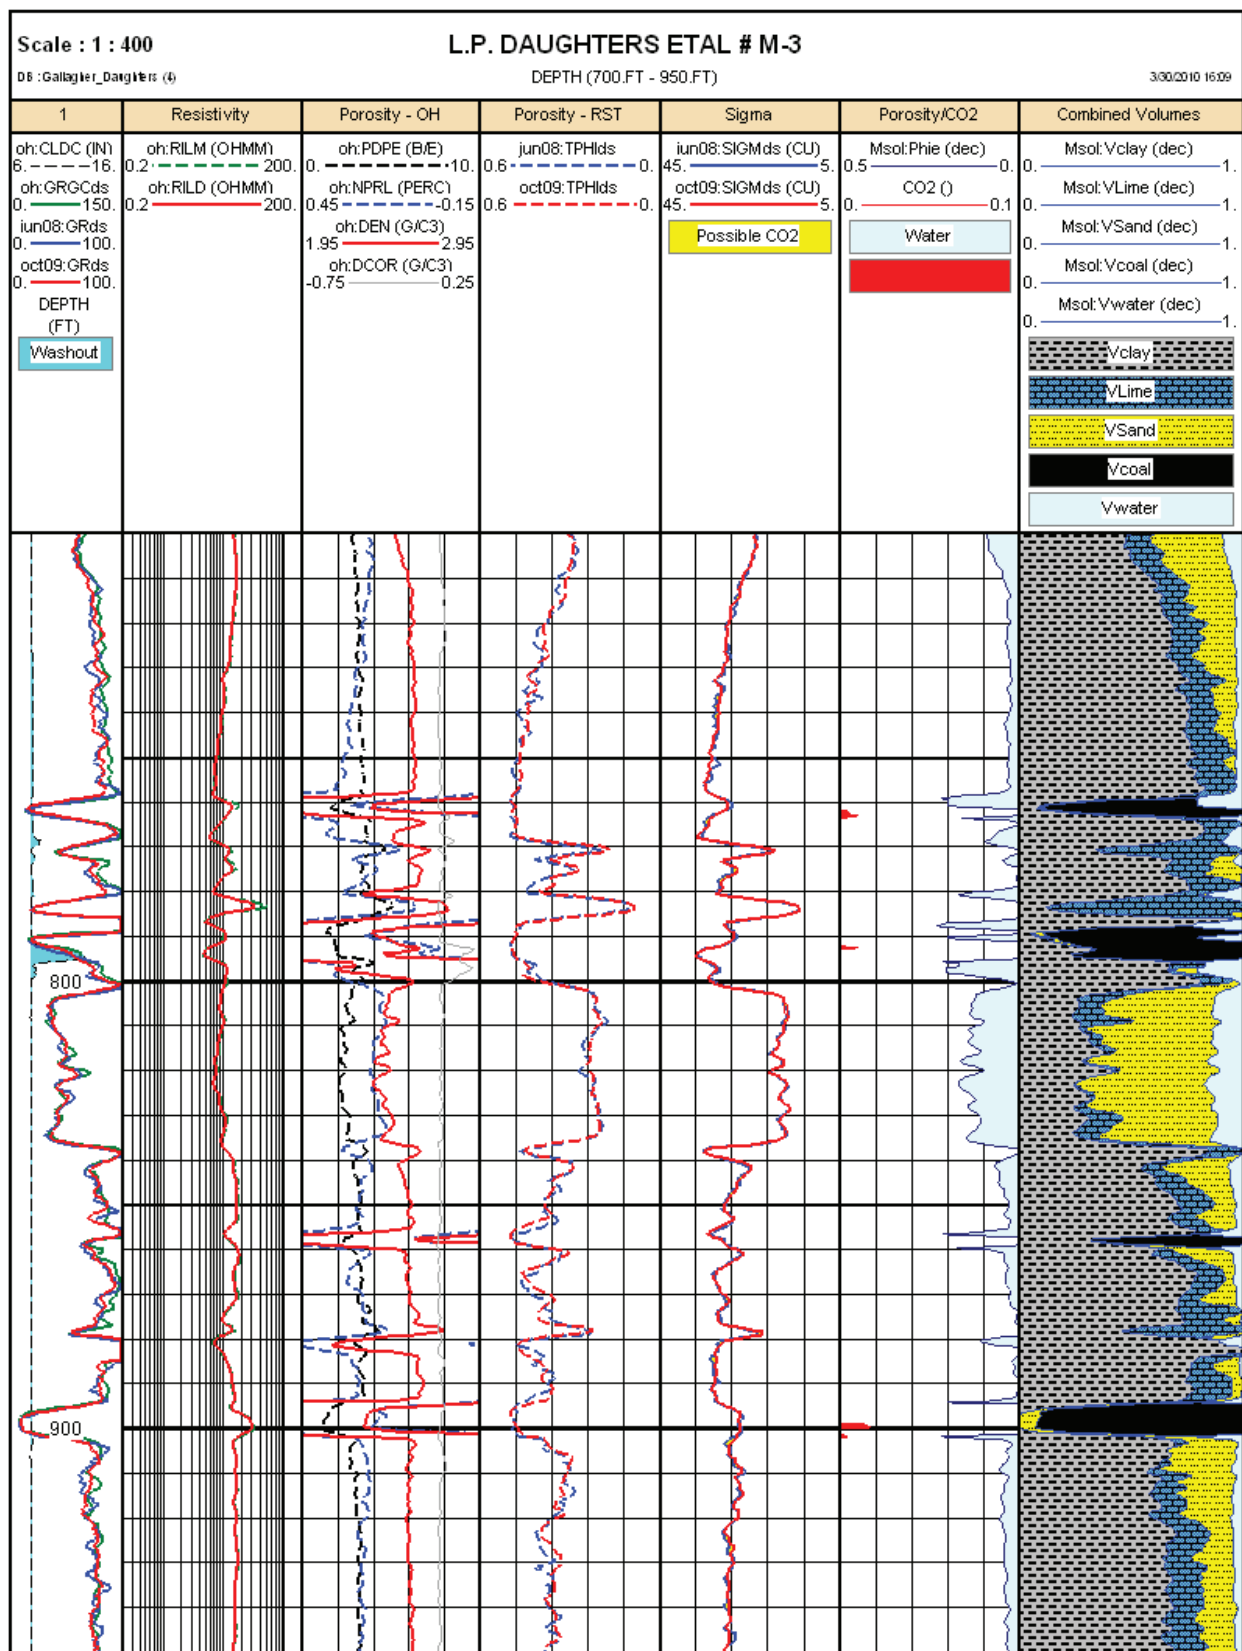 Scale : 1 : 400
L.P. DAUGHTERS ETAL # M-3
DB : Gallagher_Daughters (4)
DEPTH (700.FT - 950.FT)
3/30/2010 16:09
1
Resistivity
Porosity - OH
Porosity - RST
Sigma
Porosity/CO2
Combined Volumes
oh:CLDC (IN)
6. 16.
oh:GRGCds
0. 150.
jun08:GRds
0. 100.
oct09:GRds
0. 100.
DEPTH
(FT)
Washout
oh:RILM (OHMM)
0.2 200.
oh:RILD (OHMM)
0.2 200.
oh:PDPE (B/E)
0. 10.
oh:NPRL (PERC)
0.45 -0.15
oh:DEN (G/C3)
1.95 2.95
oh:DCOR (G/C3)
-0.75 0.25
jun08:TPHIds
0.6 0.
oct09:TPHIds
0.6 0.
jun08:SIGMds (CU)
45. 5.
oct09:SIGMds (CU)
45. 5.
Possible CO2
Msol:Phie (dec)
0.5 0.
CO2 ()
0. 0.1
Water
Msol:Vclay (dec)
0. 1.
Msol:VLime (dec)
0. 1.
Msol:VSand (dec)
0. 1.
Msol:Vcoal (dec)
0. 1.
Msol:Vwater (dec)
0. 1.
Vclay
VLime
VSand
Vcoal
Vwater
800
900